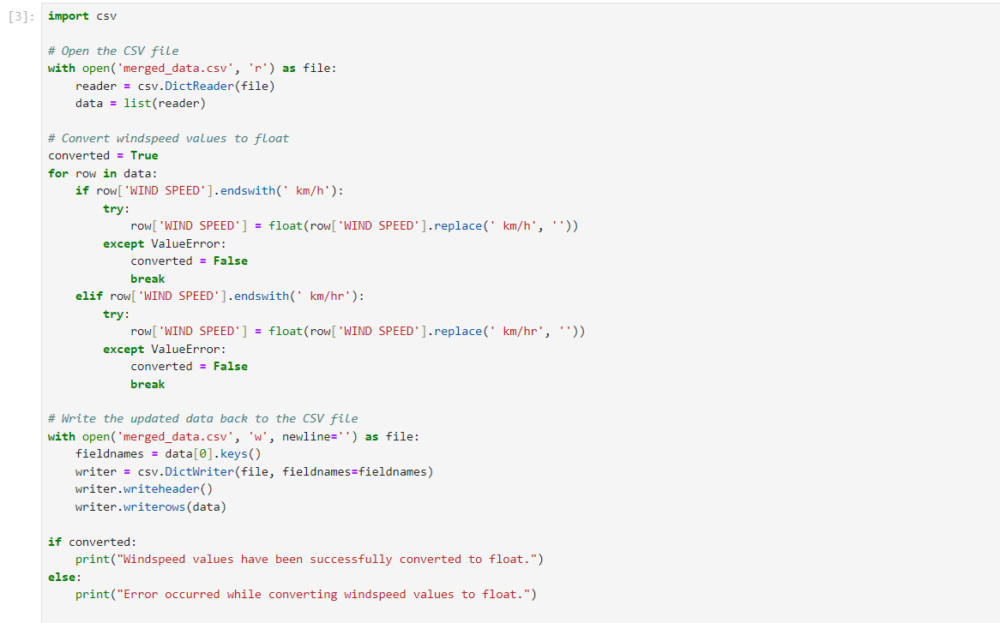 [3]:
import csv
# Open the CSV file
with open('merged_data.csv', 'r') as file:
    reader = csv.DictReader(file)
    data = list(reader)
# Convert windspeed values to float
converted = True
for row in data:
    if row['WIND SPEED'].endswith(' km/h'):
        try:
            row['WIND SPEED'] = float(row['WIND SPEED'].replace(' km/h', ''))
        except ValueError:
            converted = False
            break
    elif row['WIND SPEED'].endswith(' km/hr'):
        try:
            row['WIND SPEED'] = float(row['WIND SPEED'].replace(' km/hr', ''))
        except ValueError:
            converted = False
            break
# Write the updated data back to the CSV file
with open('merged_data.csv', 'w', newline='') as file:
    fieldnames = data[0].keys()
    writer = csv.DictWriter(file, fieldnames=fieldnames)
    writer.writeheader()
    writer.writerows(data)
if converted:
    print("Windspeed values have been successfully converted to float.")
else:
    print("Error occurred while converting windspeed values to float.")